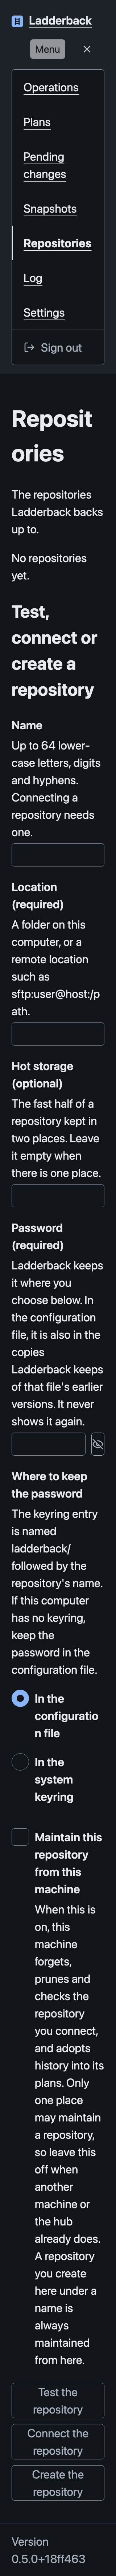 Ladderback
Menu
Operations
Plans
Pending
changes
Snapshots
Repositories
Log
Settings
Sign out
Reposit
ories
The repositories
Ladderback backs
up to.
No repositories
yet.
Test,
connect or
create a
repository
Name
Up to 64 lower-
case letters, digits
and hyphens.
Connecting a
repository needs
one.
Location
(required)
A folder on this
computer, or a
remote location
such as
sftp:user@host:/p
ath.
Hot storage
(optional)
The fast half of a
repository kept in
two places. Leave
it empty when
there is one place.
Password
(required)
Ladderback keeps
it where you
choose below. In
the configuration
file, it is also in the
copies
Ladderback keeps
of that file's earlier
versions. It never
shows it again.
Where to keep
the password
The keyring entry
is named
ladderback/
followed by the
repository's name.
If this computer
has no keyring,
keep the
password in the
configuration file.
In the
configuratio
n file
In the
system
keyring
Maintain this
repository
from this
machine
When this is
on, this
machine
forgets,
prunes and
checks the
repository
you connect,
and adopts
history into its
plans. Only
one place
may maintain
a repository,
so leave this
off when
another
machine or
the hub
already does.
A repository
you create
here under a
name is
always
maintained
from here.
Test the
repository
Connect the
repository
Create the
repository
Version
0.5.0+18ff463